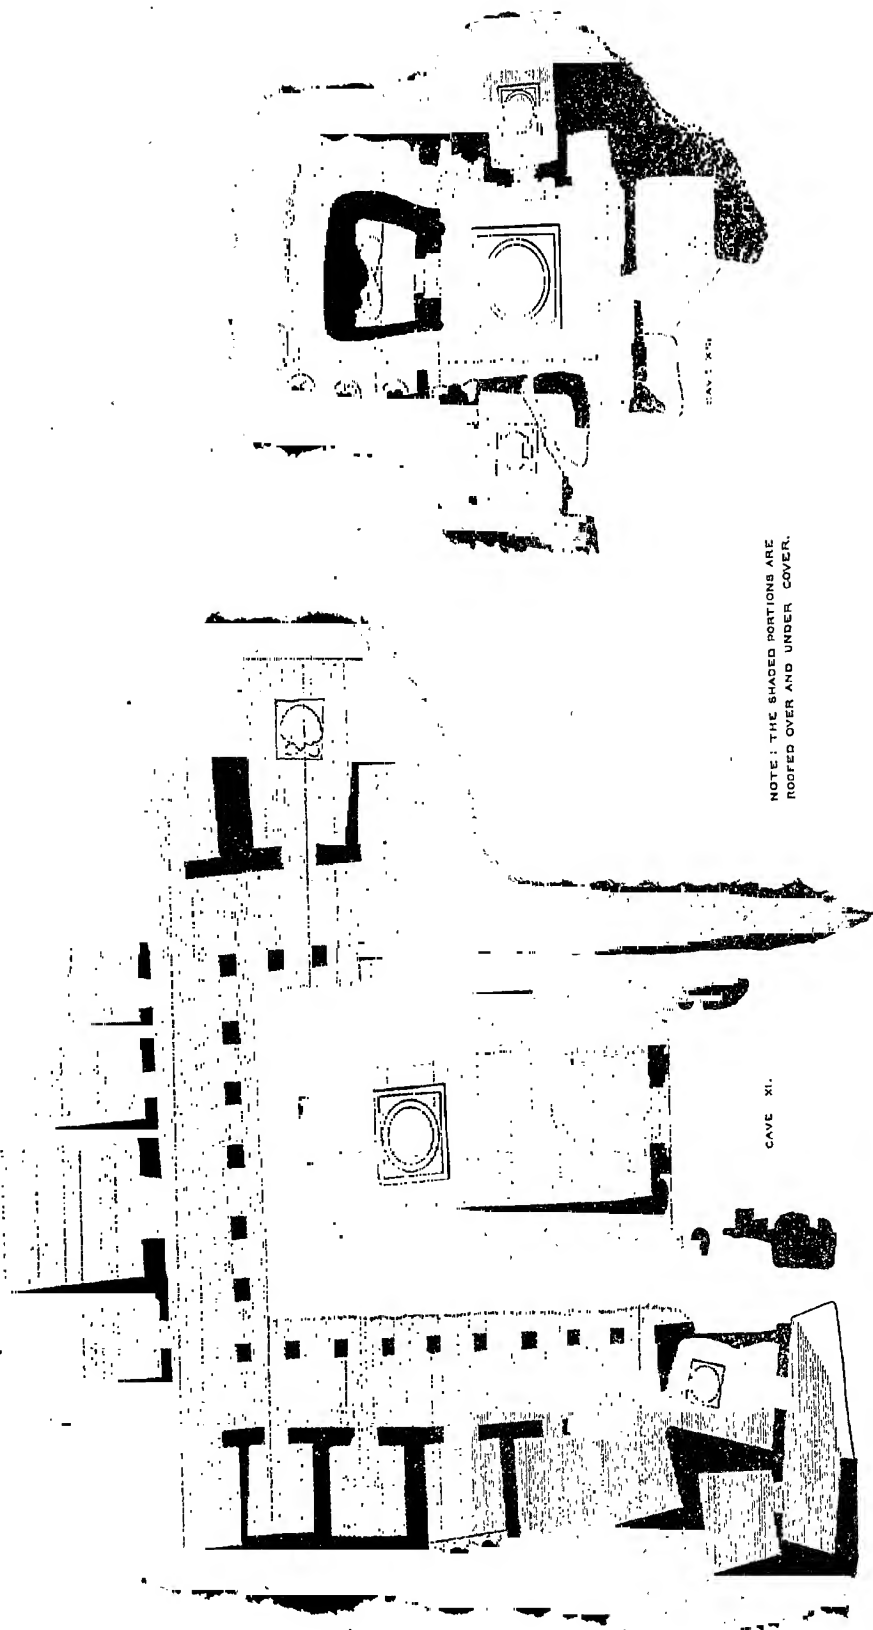 NOTE: THE SHADED PORTIONS ARE
ROOFED OVER AND UNDER COVER.
CAVE XI.